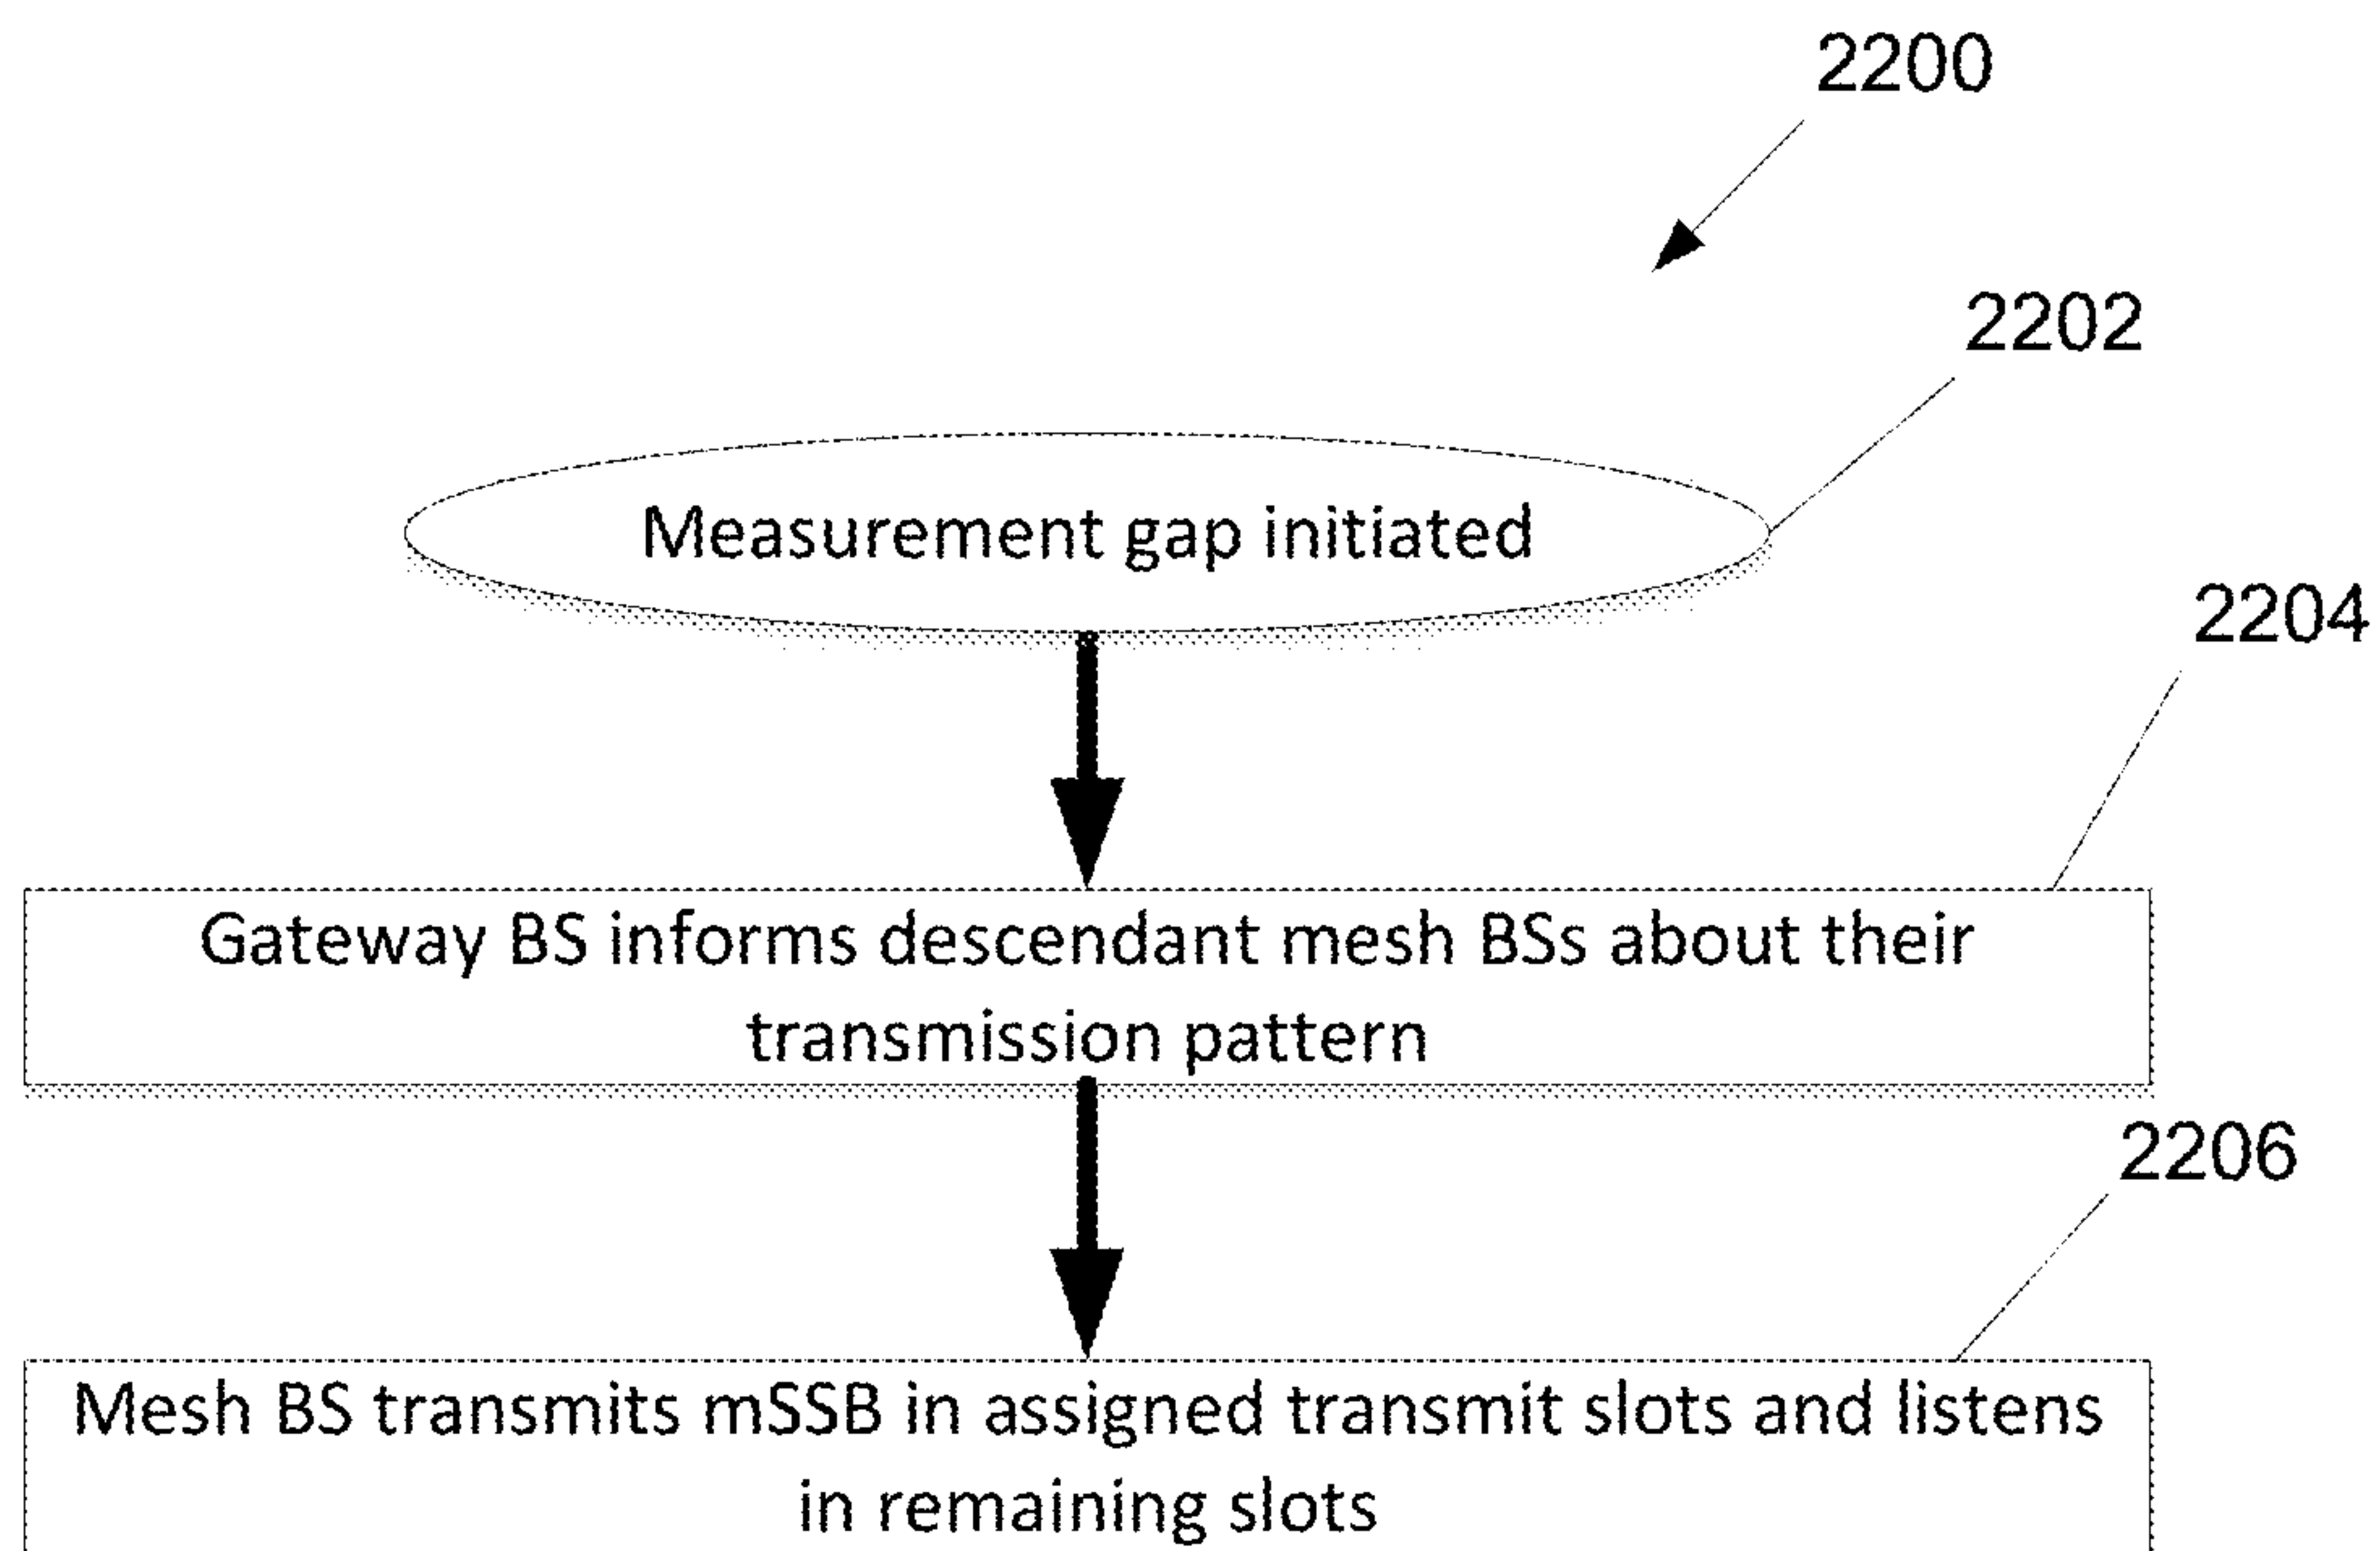 2200
2202
Measurement gap initiated
2204
Gateway BS informs descendant mesh BSs about their
transmission pattern
2206
Mesh BS transmits mSSB in assigned transmit slots and listens
in remaining slots